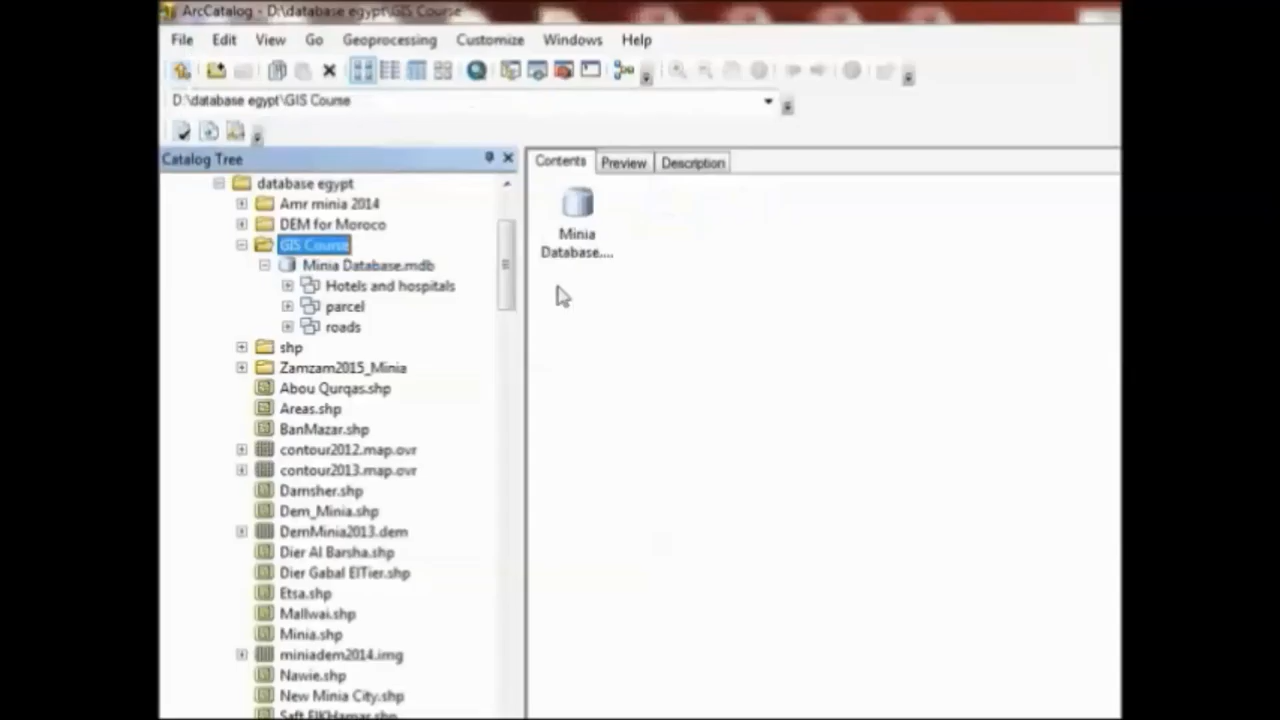 ArcCatalog - D:\database egypt\GIS Course
File Edit View Go Geoprocessing Customize Windows Help
D:\database egypt\GIS Course
Catalog Tree
Contents Preview Description
database egypt
Amr minia 2014
DEM for Moroco
GIS Course
Minia Database.mdb
Hotels and hospitals
parcel
roads
shp
Zamzam2015_Minia
Abou Qurqas.shp
Areas.shp
BanMazar.shp
contour2012.map.ovr
contour2013.map.ovr
Damsher.shp
Dem_Minia.shp
DemMinia2013.dem
Dier Al Barsha.shp
Dier Gabal ElTier.shp
Etsa.shp
Mallwai.shp
Minia.shp
miniadem2014.img
Nawie.shp
New Minia City.shp
Saft ElKHamar.shp
Minia
Database....